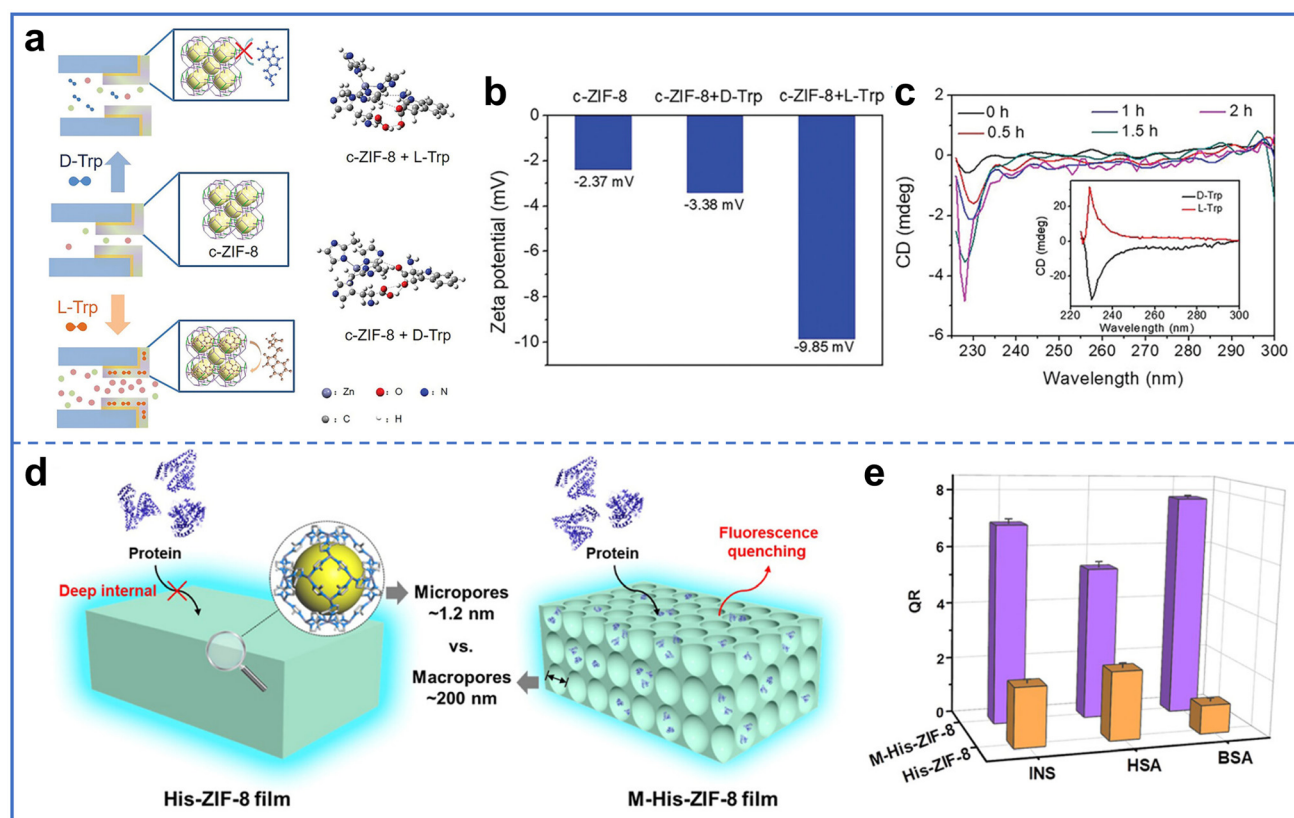 a
D-Trp
L-Trp
c-ZIF-8
c-ZIF-8 + L-Trp
c-ZIF-8 + D-Trp
: Zn
: O
: N
: C
: H
b
c-ZIF-8
c-ZIF-8+D-Trp
c-ZIF-8+L-Trp
Zeta potential (mV)
0
-2
-4
-6
-8
-10
-2.37 mV
-3.38 mV
-9.85 mV
c
CD (mdeg)
2
0
-2
-4
-6
0 h
1 h
2 h
0.5 h
1.5 h
CD (mdeg)
20
0
-20
D-Trp
L-Trp
220 240 260 280 300
Wavelength (nm)
230 240 250 260 270 280 290 300
Wavelength (nm)
d
Protein
Deep internal
Micropores
~1.2 nm
vs.
Macropores
~200 nm
Protein
Fluorescence
quenching
His-ZIF-8 film
M-His-ZIF-8 film
e
QR
8
6
4
2
0
M-His-ZIF-8
His-ZIF-8
INS
HSA
BSA